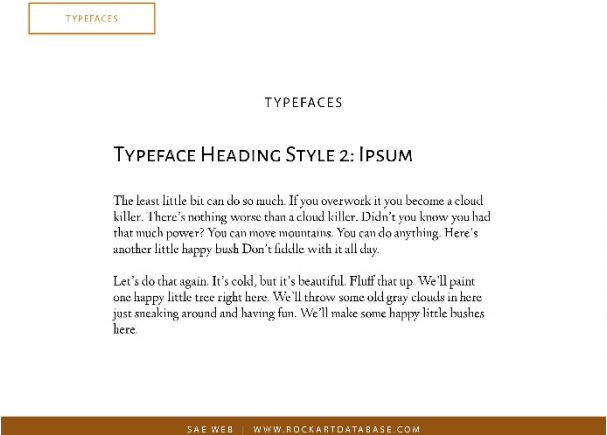 TYPEFACES
TYPEFACES
Typeface Heading Style 2: Ipsum
The least little bit can do so much. If you overwork it you become a cloud
killer. There's nothing worse than a cloud killer. Didn't you know you had
that much power? You can move mountains. You can do anything. Here's
another little happy bush Don't fiddle with it all day.
Let's do that again. It's cold, but it's beautiful. Fluff that up. We'll paint
one happy little tree right here. We'll throw some old gray clouds in here
just sneaking around and having fun. We'll make some happy little bushes
here.
SAE WEB | WWW.ROCKARTDATABASE.COM